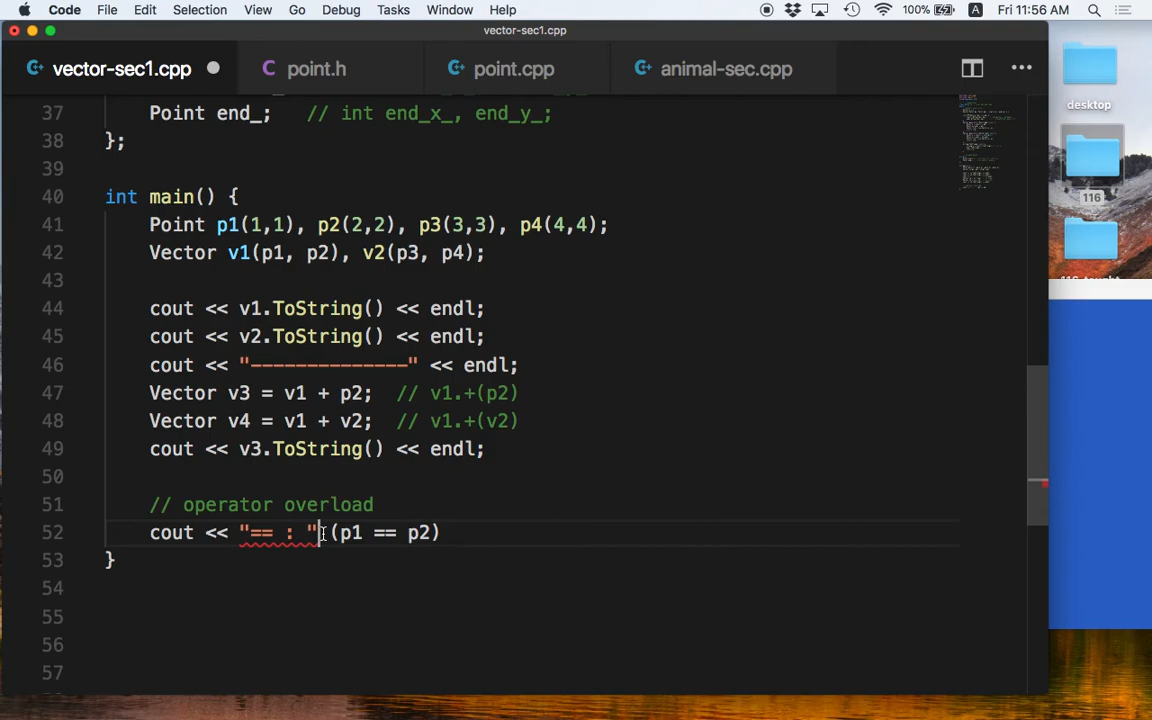 Code File Edit Selection View Go Debug Tasks Window Help 100% A Fri 11:56 AM
vector-sec1.cpp
vector-sec1.cpp point.h point.cpp animal-sec.cpp
desktop
116
37 Point end_; // int end_x_, end_y_;
38 };
39
40 int main() {
41 Point p1(1,1), p2(2,2), p3(3,3), p4(4,4);
42 Vector v1(p1, p2), v2(p3, p4);
43
44 cout << v1.ToString() << endl;
45 cout << v2.ToString() << endl;
46 cout << "--------------" << endl;
47 Vector v3 = v1 + p2; // v1.+(p2)
48 Vector v4 = v1 + v2; // v1.+(v2)
49 cout << v3.ToString() << endl;
50
51 // operator overload
52 cout << "== : " (p1 == p2)
53 }
54
55
56
57